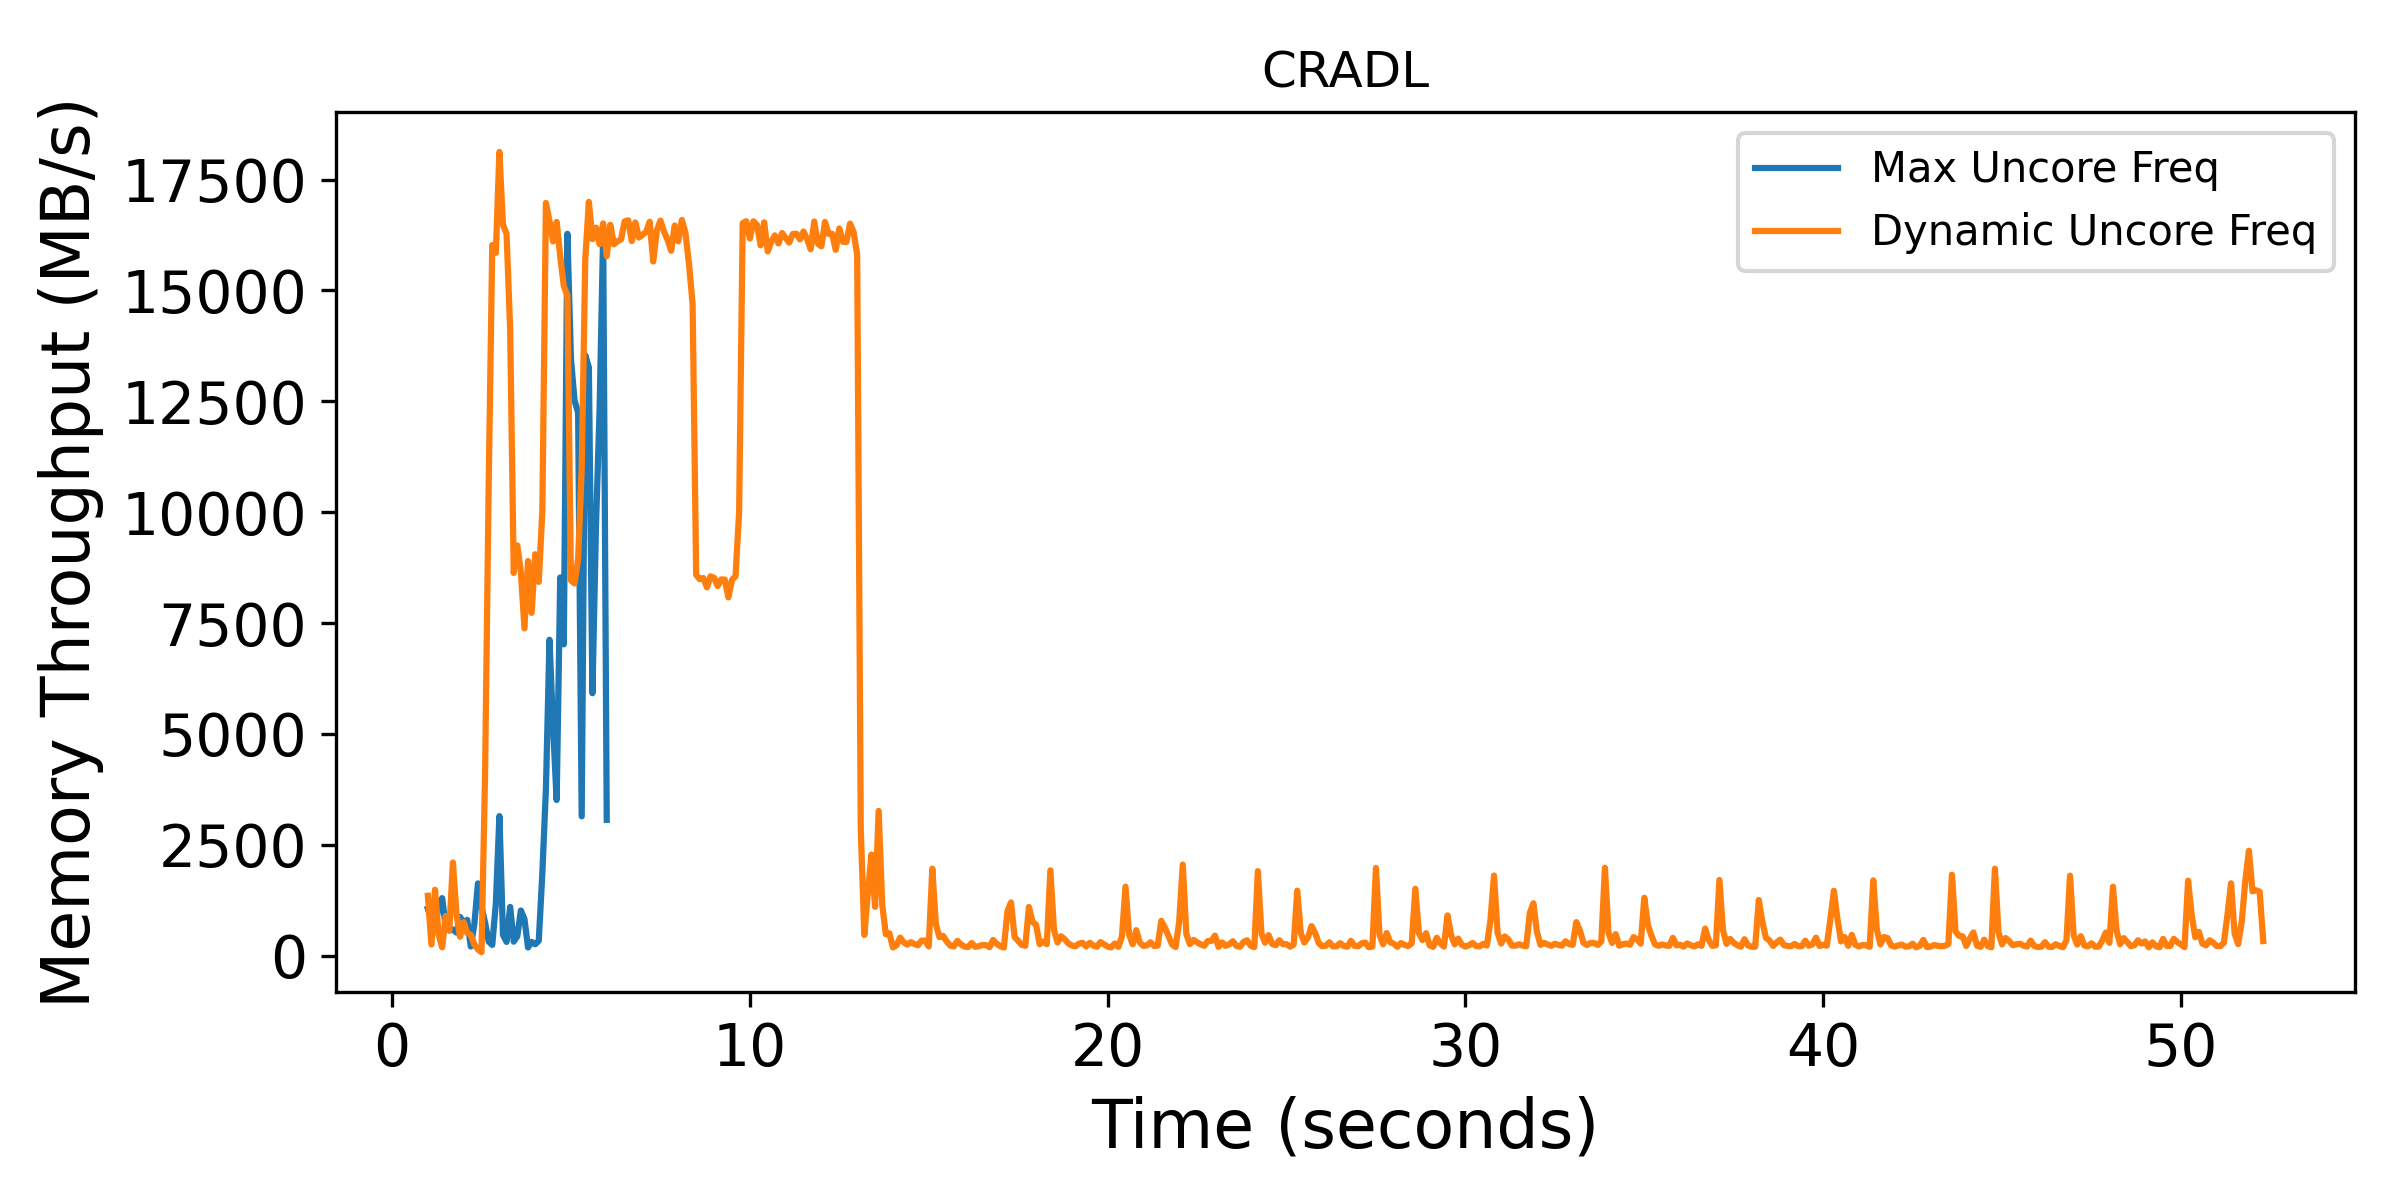 CRADL
Max Uncore Freq
Dynamic Uncore Freq
Memory Throughput (MB/s)
17500
15000
12500
10000
7500
5000
2500
0
0 10 20 30 40 50
Time (seconds)